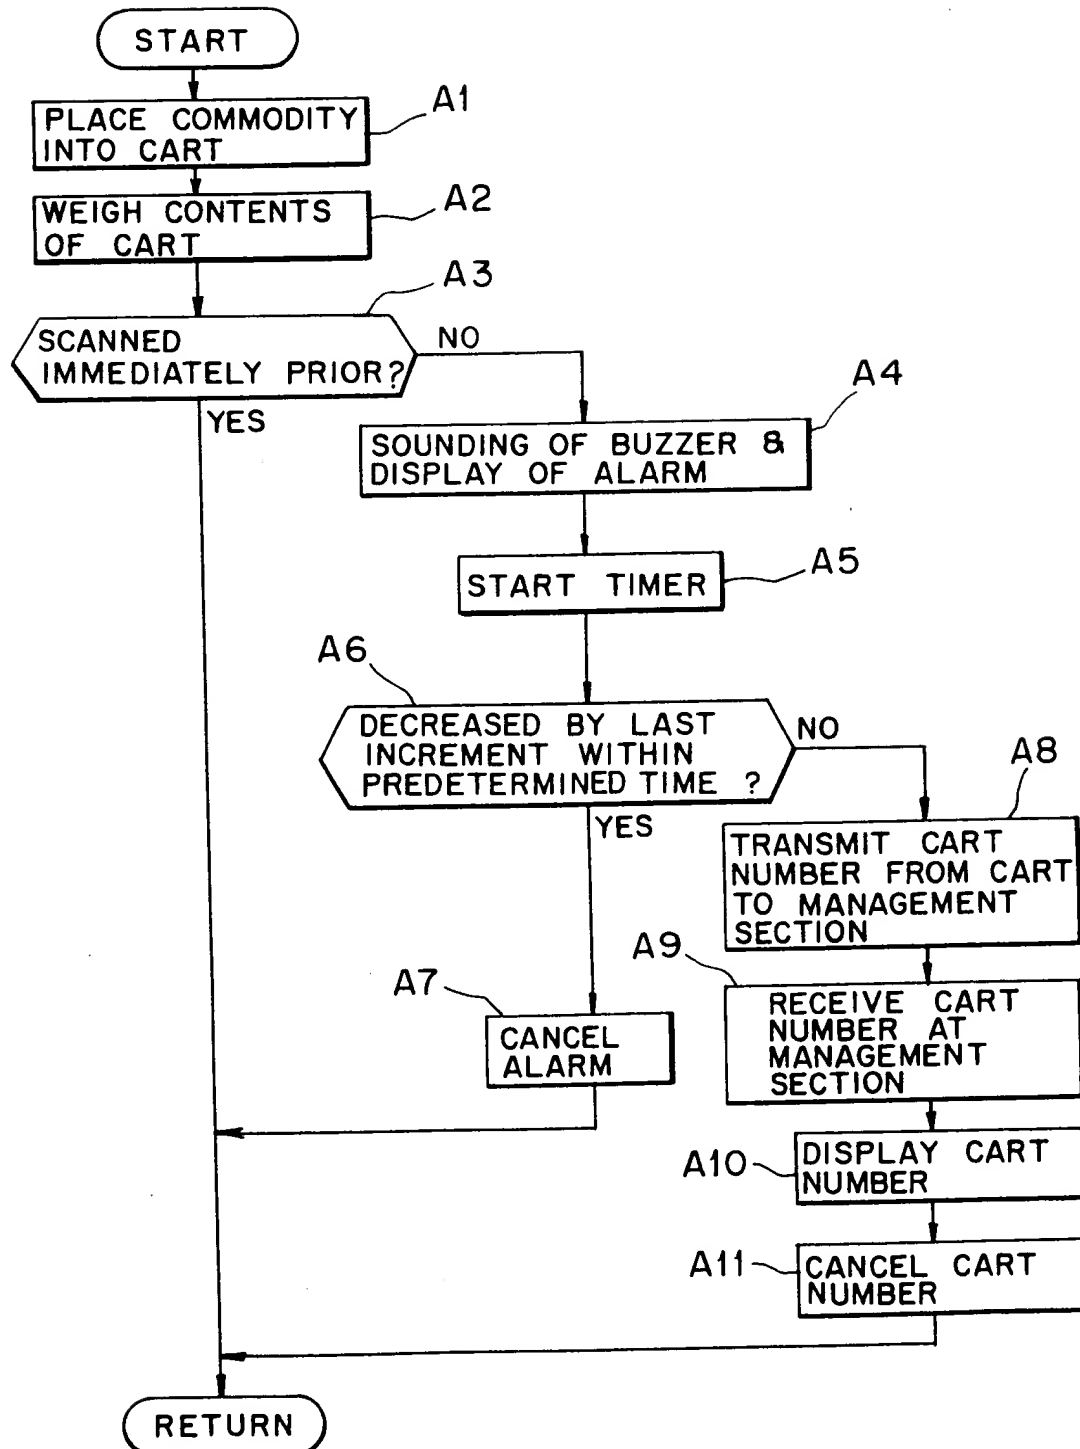 START
A1
PLACE COMMODITY
INTO CART
A2
WEIGH CONTENTS
OF CART
A3
SCANNED
IMMEDIATELY PRIOR?
NO
YES
A4
SOUNDING OF BUZZER &
DISPLAY OF ALARM
A5
START TIMER
A6
DECREASED BY LAST
INCREMENT WITHIN
PREDETERMINED TIME ?
NO
YES
A8
TRANSMIT CART
NUMBER FROM CART
TO MANAGEMENT
SECTION
A9
RECEIVE CART
NUMBER AT
MANAGEMENT
SECTION
A7
CANCEL
ALARM
A10
DISPLAY CART
NUMBER
A11
CANCEL CART
NUMBER
RETURN